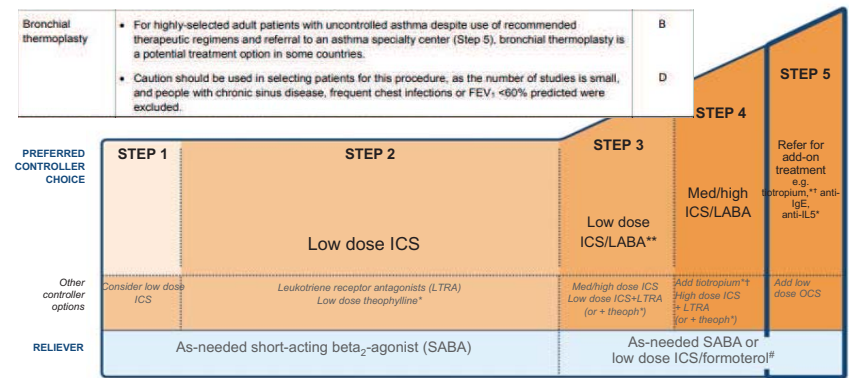 Bronchial
thermoplasty
• For highly-selected adult patients with uncontrolled asthma despite use of recommended
therapeutic regimens and referral to an asthma specialty center (Step 5), bronchial thermoplasty is
a potential treatment option in some countries.
B
• Caution should be used in selecting patients for this procedure, as the number of studies is small,
and people with chronic sinus disease, frequent chest infections or FEV₁ <60% predicted were
excluded.
D
PREFERRED
CONTROLLER
CHOICE
STEP 1
STEP 2
Low dose ICS
STEP 3
Low dose
ICS/LABA**
STEP 4
Med/high
ICS/LABA
STEP 5
Refer for
add-on
treatment
e.g.
tiotropium,*† anti-
IgE,
anti-IL5*
Other
controller
options
Consider low dose
ICS
Leukotriene receptor antagonists (LTRA)
Low dose theophylline*
Med/high dose ICS
Low dose ICS+LTRA
(or + theoph*)
Add tiotropium*†
High dose ICS
+ LTRA
(or + theoph*)
Add low
dose OCS
RELIEVER
As-needed short-acting beta₂-agonist (SABA)
As-needed SABA or
low dose ICS/formoterol#